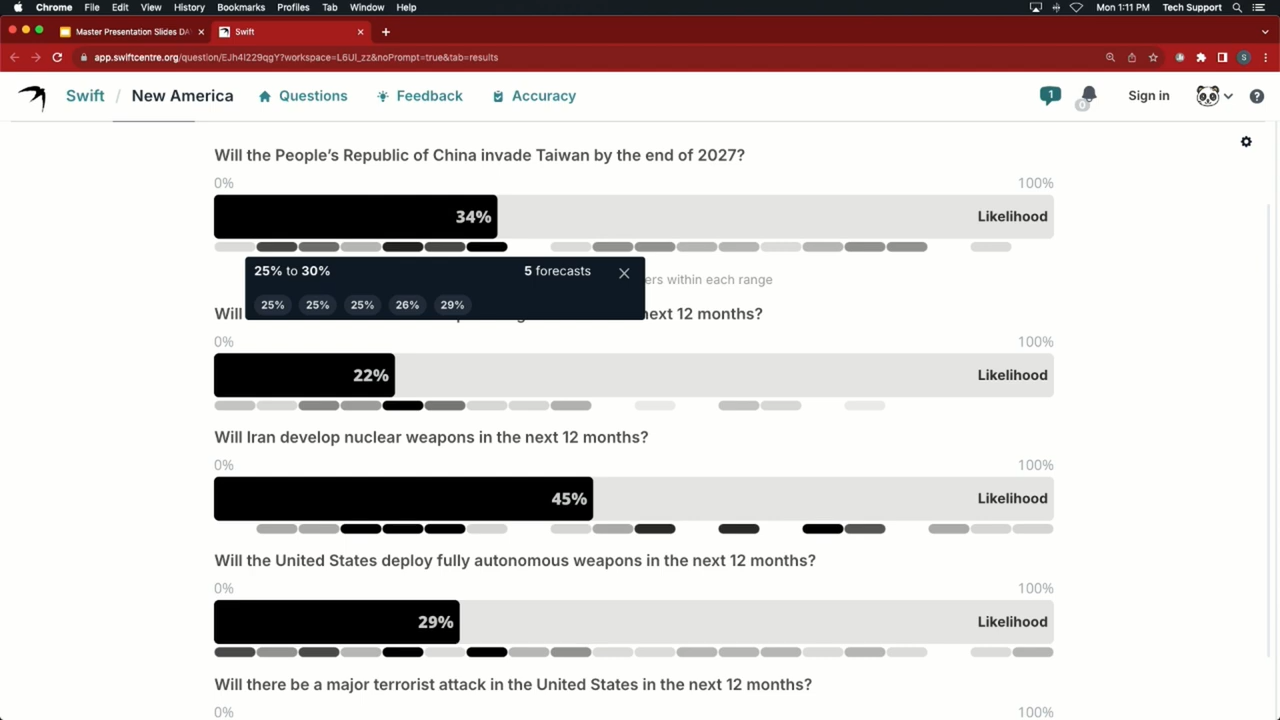 Chrome File Edit View History Bookmarks Profiles Tab Window Help Mon 1:11 PM Tech Support
Master Presentation Slides DA Swift
app.swiftcentre.org/question/EJh4I229qgY?workspace=L6UI_zz&noPrompt=true&tab=results S
Swift / New America Questions Feedback Accuracy 1 0 Sign in ?
Will the People's Republic of China invade Taiwan by the end of 2027?
0% 100%
34% Likelihood
25% to 30% 5 forecasts
ers within each range
25% 25% 25% 26% 29%
Will next 12 months?
0% 100%
22% Likelihood
Will Iran develop nuclear weapons in the next 12 months?
0% 100%
45% Likelihood
Will the United States deploy fully autonomous weapons in the next 12 months?
0% 100%
29% Likelihood
Will there be a major terrorist attack in the United States in the next 12 months?
0% 100%